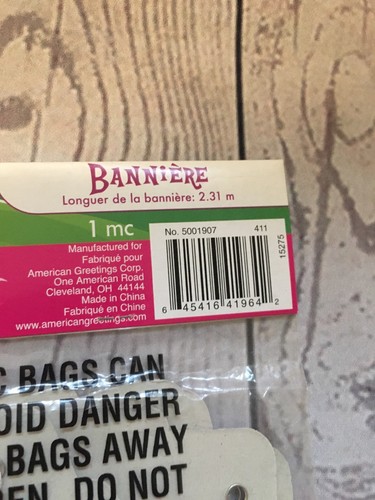 BANNIÈRE
Longuer de la bannière: 2.31 m
1 mc
No. 5001907 411
15275
Manufactured for
Fabriqué pour
American Greetings Corp.
One American Road
Cleveland, OH 44144
Made in China
Fabriqué en Chine
www.americangreetings.com
6 45416 41964 2
C BAGS CAN
OID DANGER
BAGS AWAY
EN. DO NOT